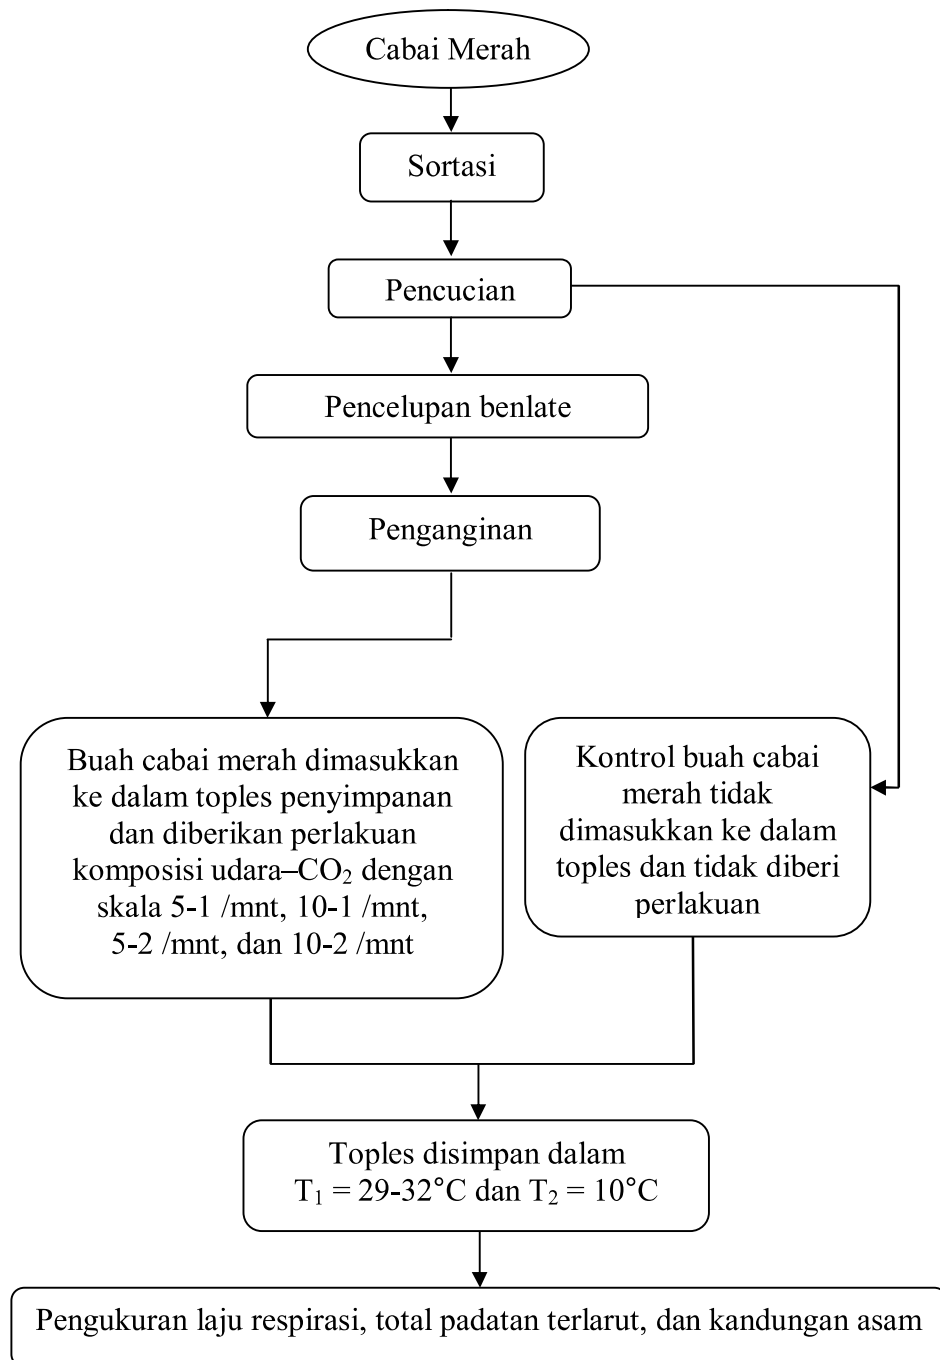 Cabai Merah
Sortasi
Pencucian
Pencelupan benlate
Penganginan
Buah cabai merah dimasukkan
ke dalam toples penyimpanan
dan diberikan perlakuan
komposisi udara–CO₂ dengan
skala 5-1 /mnt, 10-1 /mnt,
5-2 /mnt, dan 10-2 /mnt
Kontrol buah cabai
merah tidak
dimasukkan ke dalam
toples dan tidak diberi
perlakuan
Toples disimpan dalam
T₁ = 29-32°C dan T₂ = 10°C
Pengukuran laju respirasi, total padatan terlarut, dan kandungan asam